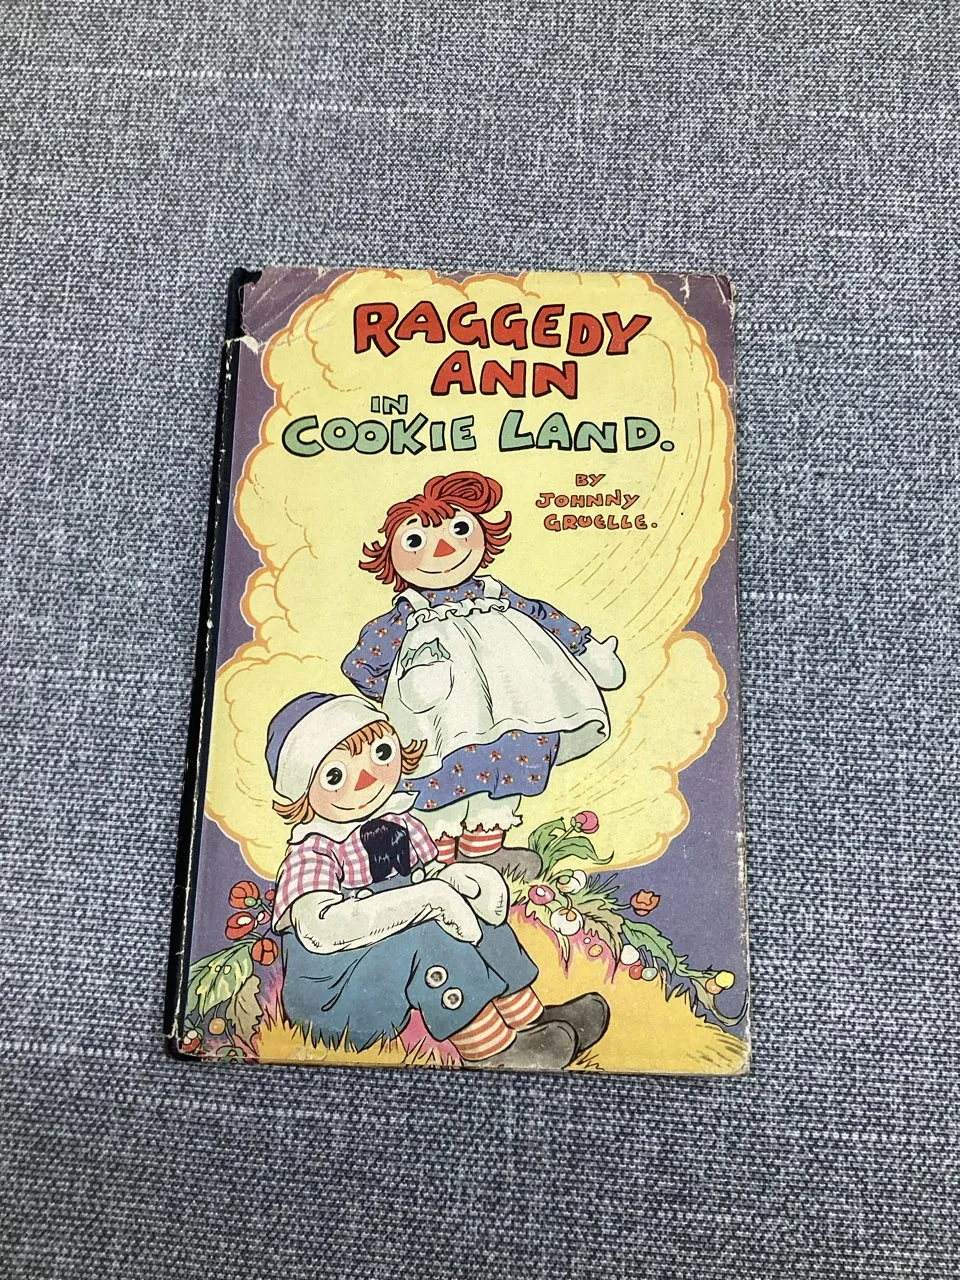 RAGGEDY
ANN
IN
COOKIE LAND.
BY
JOHNNY
GRUELLE.